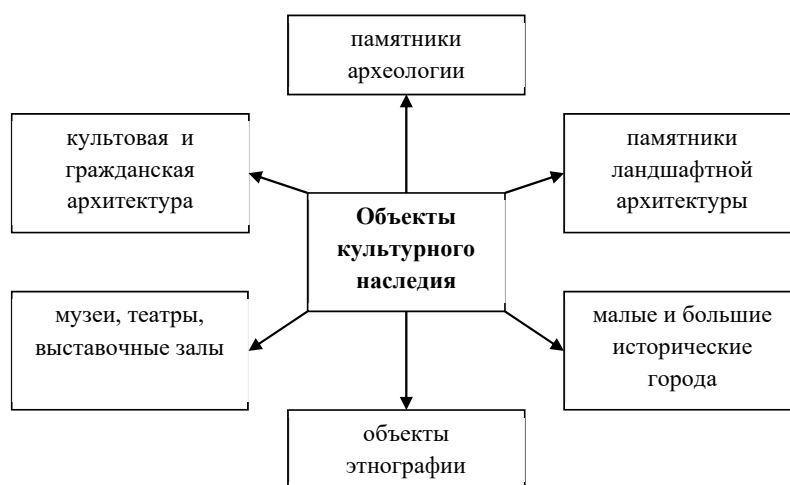 памятники
археологии
культовая и
гражданская
архитектура
памятники
ландшафтной
архитектуры
Объекты
культурного
наследия
музеи, театры,
выставочные залы
малые и большие
исторические
города
объекты
этнографии